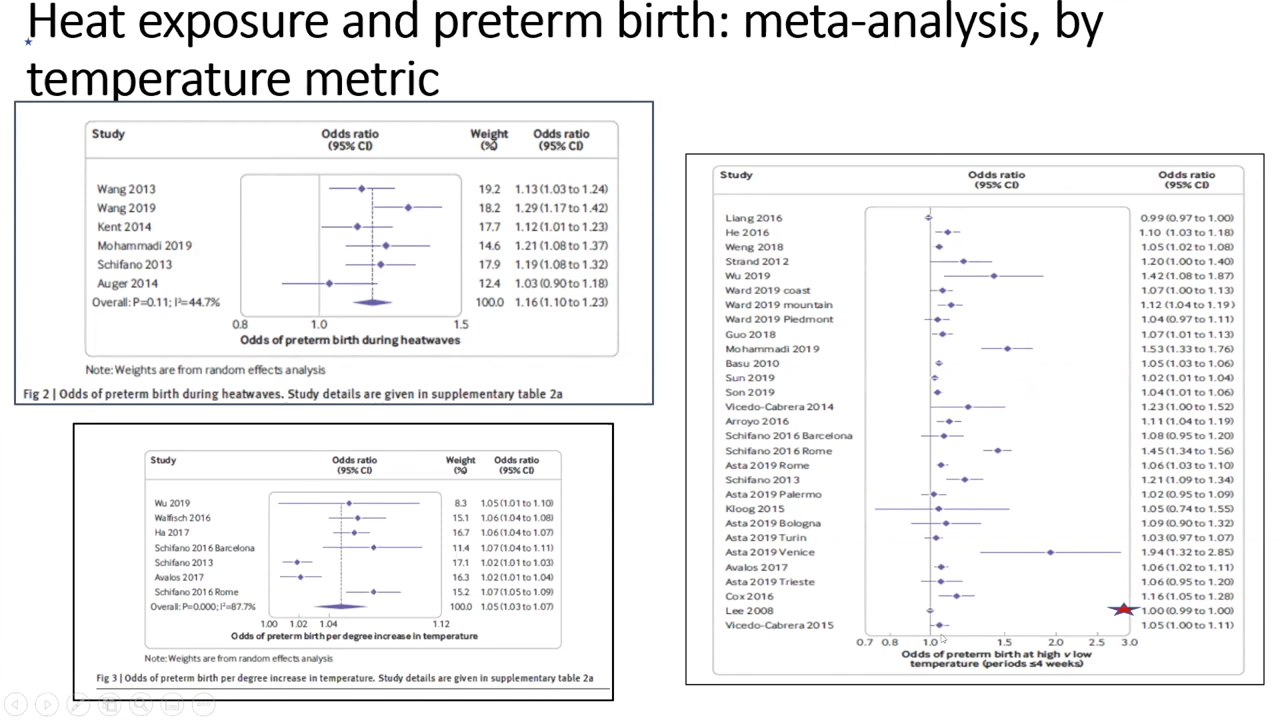 Heat exposure and preterm birth: meta-analysis, by
temperature metric
Study Odds ratio (95% CI) Weight (%) Odds ratio (95% CI)
Wang 2013 19.2 1.13 (1.03 to 1.24)
Wang 2019 18.2 1.29 (1.17 to 1.42)
Kent 2014 17.7 1.12 (1.01 to 1.23)
Mohammadi 2019 14.6 1.21 (1.08 to 1.37)
Schifano 2013 17.9 1.19 (1.08 to 1.32)
Auger 2014 12.4 1.03 (0.90 to 1.18)
Overall: P=0.11; I²=44.7% 100.0 1.16 (1.10 to 1.23)
0.8 1.0 1.5
Odds of preterm birth during heatwaves
Note: Weights are from random effects analysis
Fig 2 | Odds of preterm birth during heatwaves. Study details are given in supplementary table 2a
Study Odds ratio (95% CI) Weight (%) Odds ratio (95% CI)
Wu 2019 8.3 1.05 (1.01 to 1.10)
Walfisch 2016 15.1 1.06 (1.04 to 1.08)
Ha 2017 16.7 1.06 (1.04 to 1.07)
Schifano 2016 Barcelona 11.4 1.07 (1.04 to 1.11)
Schifano 2013 17.1 1.02 (1.01 to 1.03)
Avalos 2017 16.3 1.02 (1.01 to 1.04)
Schifano 2016 Rome 15.2 1.07 (1.05 to 1.09)
Overall: P=0.000; I²=87.7% 100.0 1.05 (1.03 to 1.07)
1.00 1.02 1.04 1.12
Odds of preterm birth per degree increase in temperature
Note: Weights are from random effects analysis
Fig 3 | Odds of preterm birth per degree increase in temperature. Study details are given in supplementary table 2a
Study Odds ratio (95% CI) Odds ratio (95% CI)
Liang 2016 0.99 (0.97 to 1.00)
He 2016 1.10 (1.03 to 1.18)
Weng 2018 1.05 (1.02 to 1.08)
Strand 2012 1.20 (1.00 to 1.40)
Wu 2019 1.42 (1.08 to 1.87)
Ward 2019 coast 1.07 (1.00 to 1.13)
Ward 2019 mountain 1.12 (1.04 to 1.19)
Ward 2019 Piedmont 1.04 (0.97 to 1.11)
Guo 2018 1.07 (1.01 to 1.13)
Mohammadi 2019 1.53 (1.33 to 1.76)
Basu 2010 1.05 (1.03 to 1.06)
Sun 2019 1.02 (1.01 to 1.04)
Son 2019 1.04 (1.01 to 1.06)
Vicedo-Cabrera 2014 1.23 (1.00 to 1.52)
Arroyo 2016 1.11 (1.04 to 1.19)
Schifano 2016 Barcelona 1.08 (0.95 to 1.20)
Schifano 2016 Rome 1.45 (1.34 to 1.56)
Asta 2019 Rome 1.06 (1.03 to 1.10)
Schifano 2013 1.21 (1.09 to 1.34)
Asta 2019 Palermo 1.02 (0.95 to 1.09)
Kloog 2015 1.05 (0.74 to 1.55)
Asta 2019 Bologna 1.09 (0.90 to 1.32)
Asta 2019 Turin 1.03 (0.97 to 1.07)
Asta 2019 Venice 1.94 (1.32 to 2.85)
Avalos 2017 1.06 (1.02 to 1.11)
Asta 2019 Trieste 1.06 (0.95 to 1.20)
Cox 2016 1.16 (1.05 to 1.28)
Lee 2008 1.00 (0.99 to 1.00)
Vicedo-Cabrera 2015 1.05 (1.00 to 1.11)
0.7 0.8 1.0 1.5 2.0 2.5 3.0
Odds of preterm birth at high v low
temperature (periods ≤4 weeks)